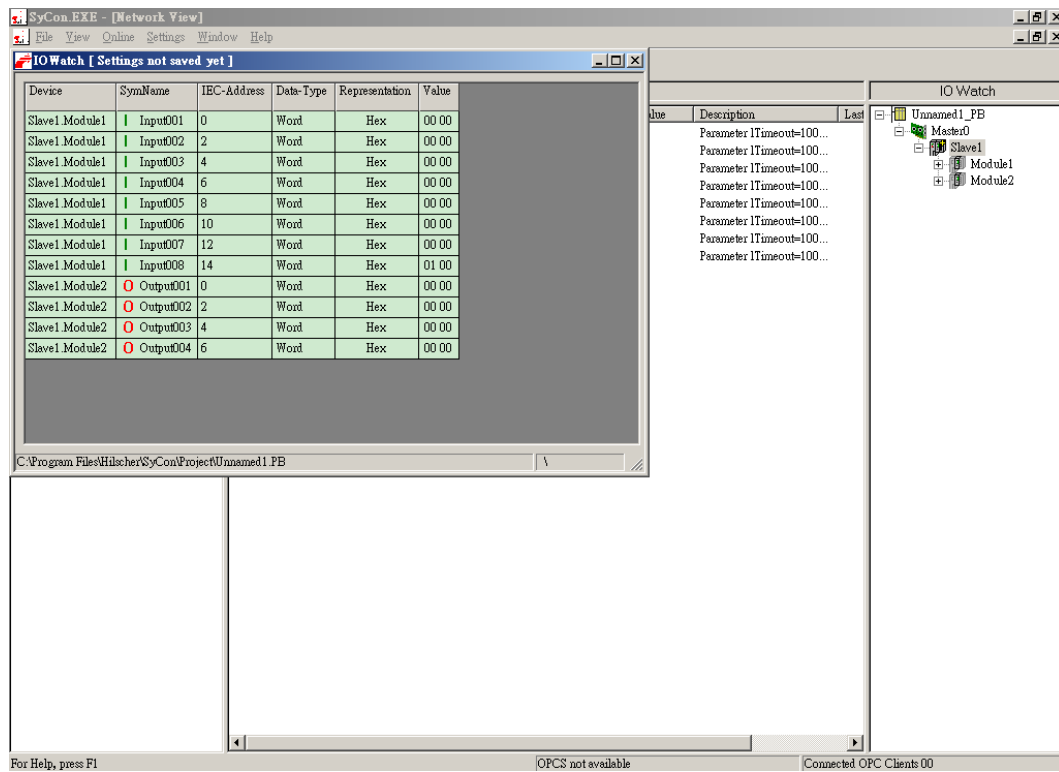 SyCon.EXE - [Network View]
File View Online Settings Window Help
IOWatch [ Settings not saved yet ]
Device SymName IEC-Address Data-Type Representation Value
Slave1.Module1 I Input001 0 Word Hex 00 00
Slave1.Module1 I Input002 2 Word Hex 00 00
Slave1.Module1 I Input003 4 Word Hex 00 00
Slave1.Module1 I Input004 6 Word Hex 00 00
Slave1.Module1 I Input005 8 Word Hex 00 00
Slave1.Module1 I Input006 10 Word Hex 00 00
Slave1.Module1 I Input007 12 Word Hex 00 00
Slave1.Module1 I Input008 14 Word Hex 01 00
Slave1.Module2 O Output001 0 Word Hex 00 00
Slave1.Module2 O Output002 2 Word Hex 00 00
Slave1.Module2 O Output003 4 Word Hex 00 00
Slave1.Module2 O Output004 6 Word Hex 00 00
C:\Program Files\Hilscher\SyCon\Project\Unnamed1.PB \
Description
Parameter lTimeout=100...
Parameter lTimeout=100...
Parameter lTimeout=100...
Parameter lTimeout=100...
Parameter lTimeout=100...
Parameter lTimeout=100...
Parameter lTimeout=100...
Parameter lTimeout=100...
IO Watch
Unnamed1_PB
Master0
Slave1
Module1
Module2
For Help, press F1 OPCS not available Connected OPC Clients 00